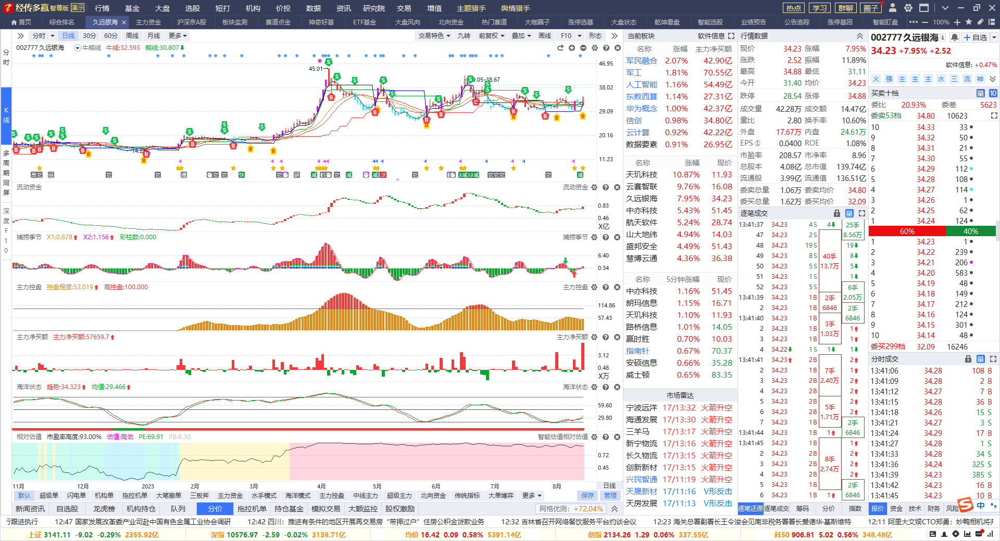 经传多赢 智尊版 演示 行情 基金 大盘 选股 短打 机构 价投 数据 资讯 研究院 交易 增值 主题猎手 舆情猎手 热点 学习 群聊 圈子
首页 综合排名 久远银海 × 主力资金 沪深京A股 板块监测 赛道点金 神奇好基 ETF基金 大盘风向 北向资金 热门赛道 大咖圈子 涨停选基 大盘状态 乾坤看盘 智能选股 业绩预告 公告追踪 涨停基因 智能盯盘 100%
分时 日线 30分 60分 周线 月线 更多 交易特色 九转 前复权 叠加 画线 F10 形态
分时
K线
多周期同屏
深度F10
002777 久远银海 牛熊线 牛线:32.593 熊线:30.807
45.01
9.05-38.67
46.95
38.02
29.09
20.16
11.23
流动资金 流动资金
0.83
0.46
X亿
捕捞季节 X1:0.678 X2:1.156 彩柱数:0.000 捕捞季节
6.40
0.34
主力控盘 控盘程度:53.019 高控盘:100.000 主力控盘
114.86
57.43
主力净买额 主力净买额:57659.7 主力净买额
3.12
0.48
X万
海洋状态 趋势:34.323 均值:29.466 海洋状态
59.60
29.80
相对估值 市盈率高度:93.00% 估值:高估 PE:69.91 PB:8.30 智能估值相对估值
0.72
0.45
11月 12月 2023 2月 3月 4月 5月 6月 7月 8月 日线
默认 超级单 闪电单 机构单 拖拉机单 大笔撤单 三板斧 主力资金 水手模式 海洋模式 主力控盘 中线主力 超级主力 北向资金 传统指标 大单博弈 更多 保存 管理
新闻资讯 自选股 龙虎榜 机构持仓 队列 分价 拖拉机单 持仓基金 模拟交易 大额监控 股权激励 网格优测: +72.04%
当前板块 软件信息
名称 涨幅 主力净买额
军民融合 2.07% 42.90亿
军工 1.81% 70.55亿
人工智能 1.16% 54.49亿
东数西算 1.14% 27.31亿
华为概念 1.00% 42.37亿
信创 0.98% 34.80亿
云计算 0.92% 42.22亿
数据要素 0.91% 26.95亿
名称 涨幅 现价
天玑科技 10.87% 11.93
云赛智联 9.76% 16.08
久远银海 7.95% 34.23
中亦科技 5.43% 51.45
航天软件 5.24% 28.74
山大地纬 4.94% 14.03
盛邦安全 4.49% 51.43
慧博云通 4.36% 36.38
名称 5分钟涨幅 现价
中亦科技 1.16% 51.45
朗玛信息 1.15% 16.71
天玑科技 1.10% 11.93
路桥信息 1.01% 14.05
赢时胜 0.70% 10.03
指南针 0.67% 70.37
安硕信息 0.66% 35.28
威士顿 0.65% 83.35
市场雷达
宁波远洋 17/13:32 火箭升空
海通发展 17/13:30 火箭升空
三羊马 17/13:17 火箭升空
新宁物流 17/13:16 火箭升空
长久物流 17/13:15 火箭升空
创新新材 17/13:15 火箭升空
兴民智通 17/11:19 火箭升空
天晟新材 17/11:16 V形反击
天房发展 17/11:13 V形反击
行情数据
现价 34.23 涨幅 7.95%
涨跌 2.52 振幅 11.89%
最高 34.88 最低 31.11
今开 31.40 均价 34.23
跌停 28.54 涨停 34.88
成交量 42.28万 成交额 14.47亿
量比 2.80 换手率 10.60%
外盘 17.67万 内盘 24.61万
EPS① 0.0400 ROE 1.08%
市盈率 208.57 市净率 8.96
总股本 4.08亿 总市值 139.74亿
流通股 3.99亿 流通值 136.51亿
委卖总量 1.06万 委卖均价 34.80
委买总量 1.62万 委买均价 32.09
逐笔成交 量
13:41:37 34.23 4 S 4 25手
47 34.23 2 S 8.56万
48 34.23 19 S 19
49 34.23 8 S 40手 8
50 34.23 5 S 13.7万 5
51 34.23 1 S 1
52 34.23 5 S 6手
13:41:39 34.23 1 B 2手 2.05万
2 34.23 1 B 6846 2手
13:41:40 34.23 1 B 6846
2 34.23 1 B 3手 1
3 34.23 1 B 1.03万 1
4 34.22 1 S 1 1
13:41:41 34.23 2 B 2
2 34.23 1 B 7手 1
3 34.23 2 B 2.40万 2
4 34.23 2 B 2
5 34.23 2 B 5手 2
6 34.23 2 B 1.71万 2
7 34.23 1 B 2手
13:41:44 34.23 1 B 1 6846
13:41:45 34.23 1 B 1
2 34.23 2 B 8手 2
3 34.23 2 B 2.74万 2
4 34.23 2 B 2
5 34.23 1 B 2手
6 34.23 1 B 1 6846
逐笔还原 逐笔成交 筹码 分价 指数
002777 久远银海 自选
34.23 +7.95% +2.52
软件信息: +0.47%
火 强 主 主 主 水 三 流 神
买卖十档 量 10
委比 20.93% 委差 5623
委卖53档 34.80 10623
10 34.33 33
9 34.32 50
8 34.31 21
7 34.30 55
6 34.29 112
5 34.28 108
4 34.27 114
3 34.26 1
2 34.25 62
1 34.24 124
60% 40%
1 34.23 1
2 34.22 239
3 34.21 206
4 34.20 583
5 34.19 48
6 34.18 149
7 34.17 212
8 34.16 124
9 34.15 301
10 34.14 48
委买299档 32.09 16246
分时成交 量
13:41:06 34.28 108 B
13:41:09 34.28 2 B
13:41:12 34.27 7 B
13:41:15 34.28 36 B
13:41:18 34.26 15 S
13:41:21 34.27 3 S
13:41:24 34.29 17 B
13:41:27 34.28 1 S
13:41:33 34.28 34 S
13:41:36 34.24 325 S
13:41:39 34.23 385 S
13:41:42 34.23 16 B
13:41:45 34.23 10 B
报价 资金 技术 财务 风险 中
行跟进执行 12:47 国家发展改革委产业司赴中国有色金属工业协会调研 12:42 四川：推进有条件的地区开展再交易房“带押过户”住房公积金贷款业务 12:32 吉林省召开网络餐饮服务平台约谈会议 12:23 海关总署副署长王令浚会见南非税务署署长爱德华·基斯维特 12:11 阿里大文娱CTO郑勇：妙鸭相机将
上证 3141.11 -9.02 -0.29% 2355.92亿 深指 10576.97 -2.59 -0.02% 3138.71亿 均价 16.42 0.09 0.58% 5391.14亿 创指 2134.26 1.29 0.06% 337.55亿 科50 906.81 5.02 0.56% 348.48亿